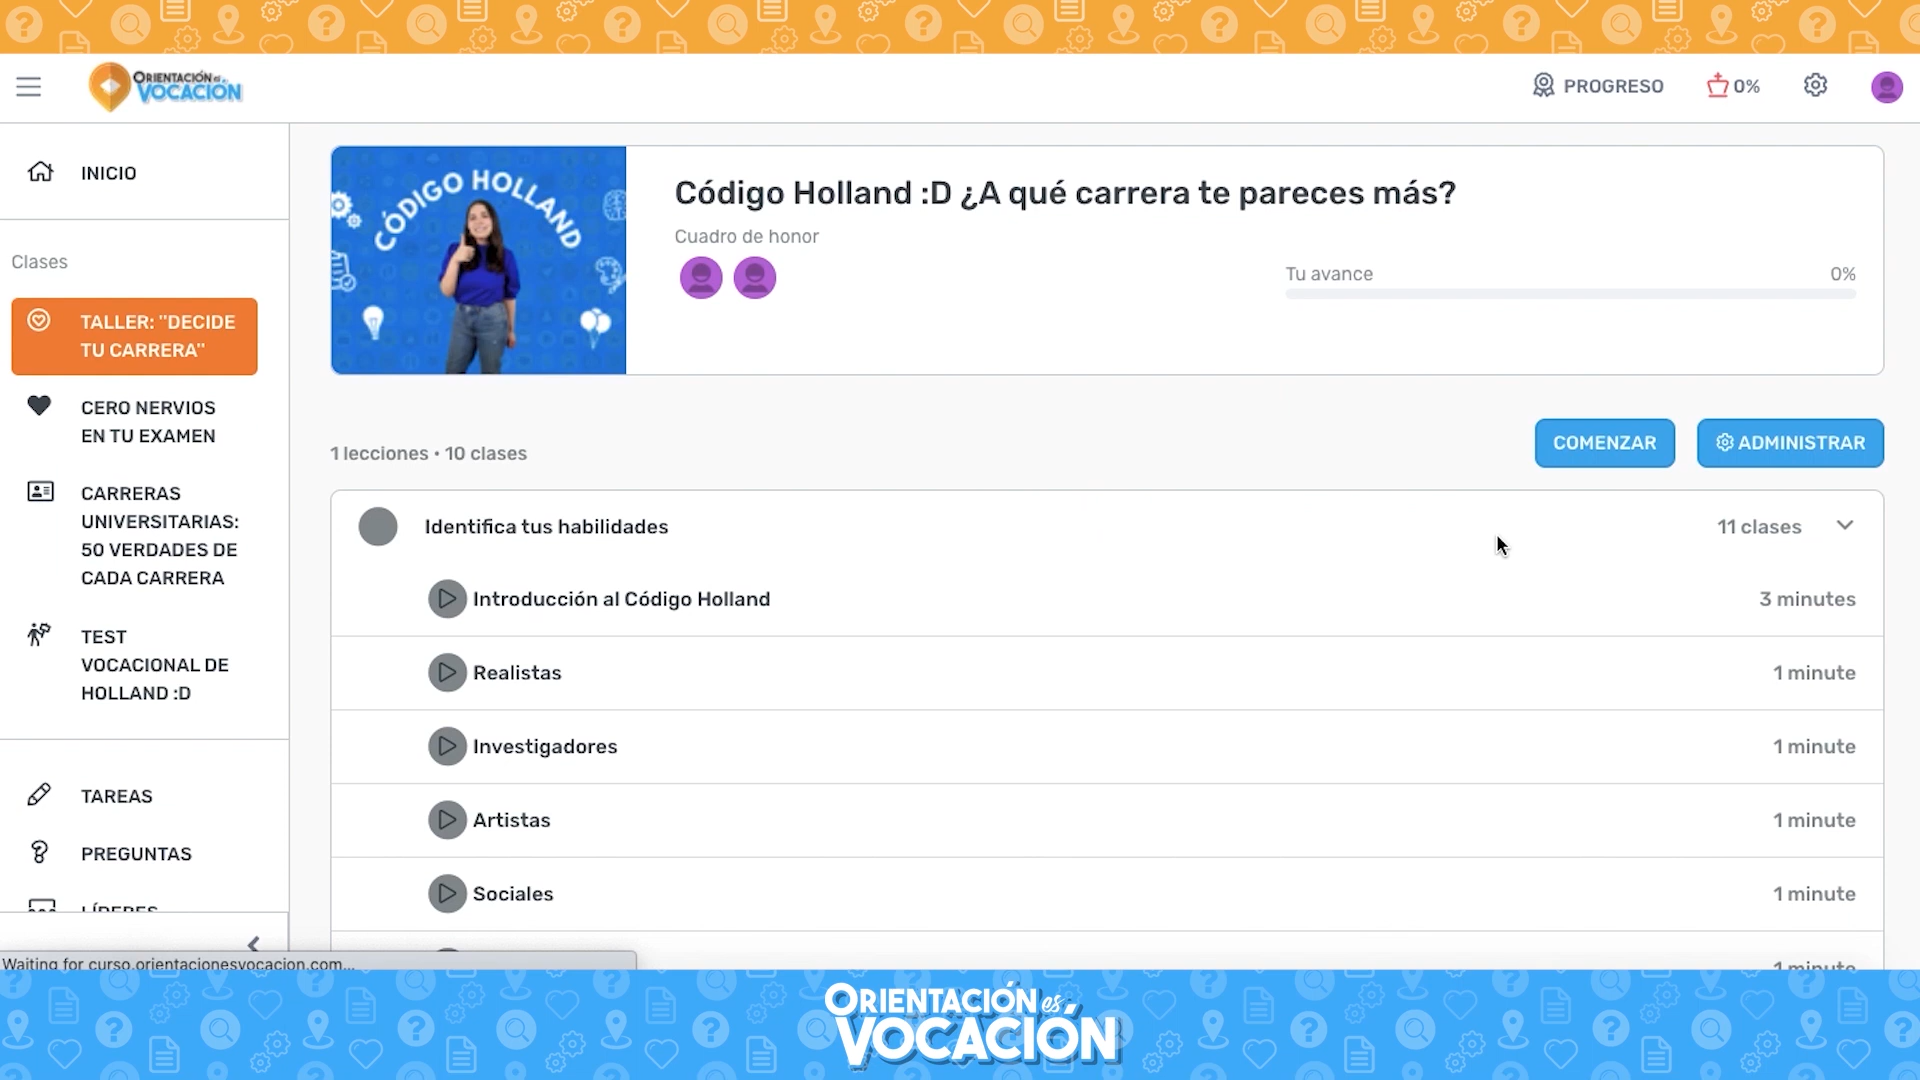 ORIENTACIÓN es
VOCACIÓN
PROGRESO
0%
INICIO
Clases
TALLER: "DECIDE
TU CARRERA"
CERO NERVIOS
EN TU EXAMEN
CARRERAS
UNIVERSITARIAS:
50 VERDADES DE
CADA CARRERA
TEST
VOCACIONAL DE
HOLLAND :D
TAREAS
PREGUNTAS
LÍDERES
Waiting for curso.orientacionesvocacion.com...
CÓDIGO HOLLAND
Código Holland :D ¿A qué carrera te pareces más?
Cuadro de honor
Tu avance 0%
1 lecciones • 10 clases
COMENZAR
ADMINISTRAR
Identifica tus habilidades 11 clases
Introducción al Código Holland 3 minutes
Realistas 1 minute
Investigadores 1 minute
Artistas 1 minute
Sociales 1 minute
1 minute
ORIENTACIÓN es
VOCACIÓN